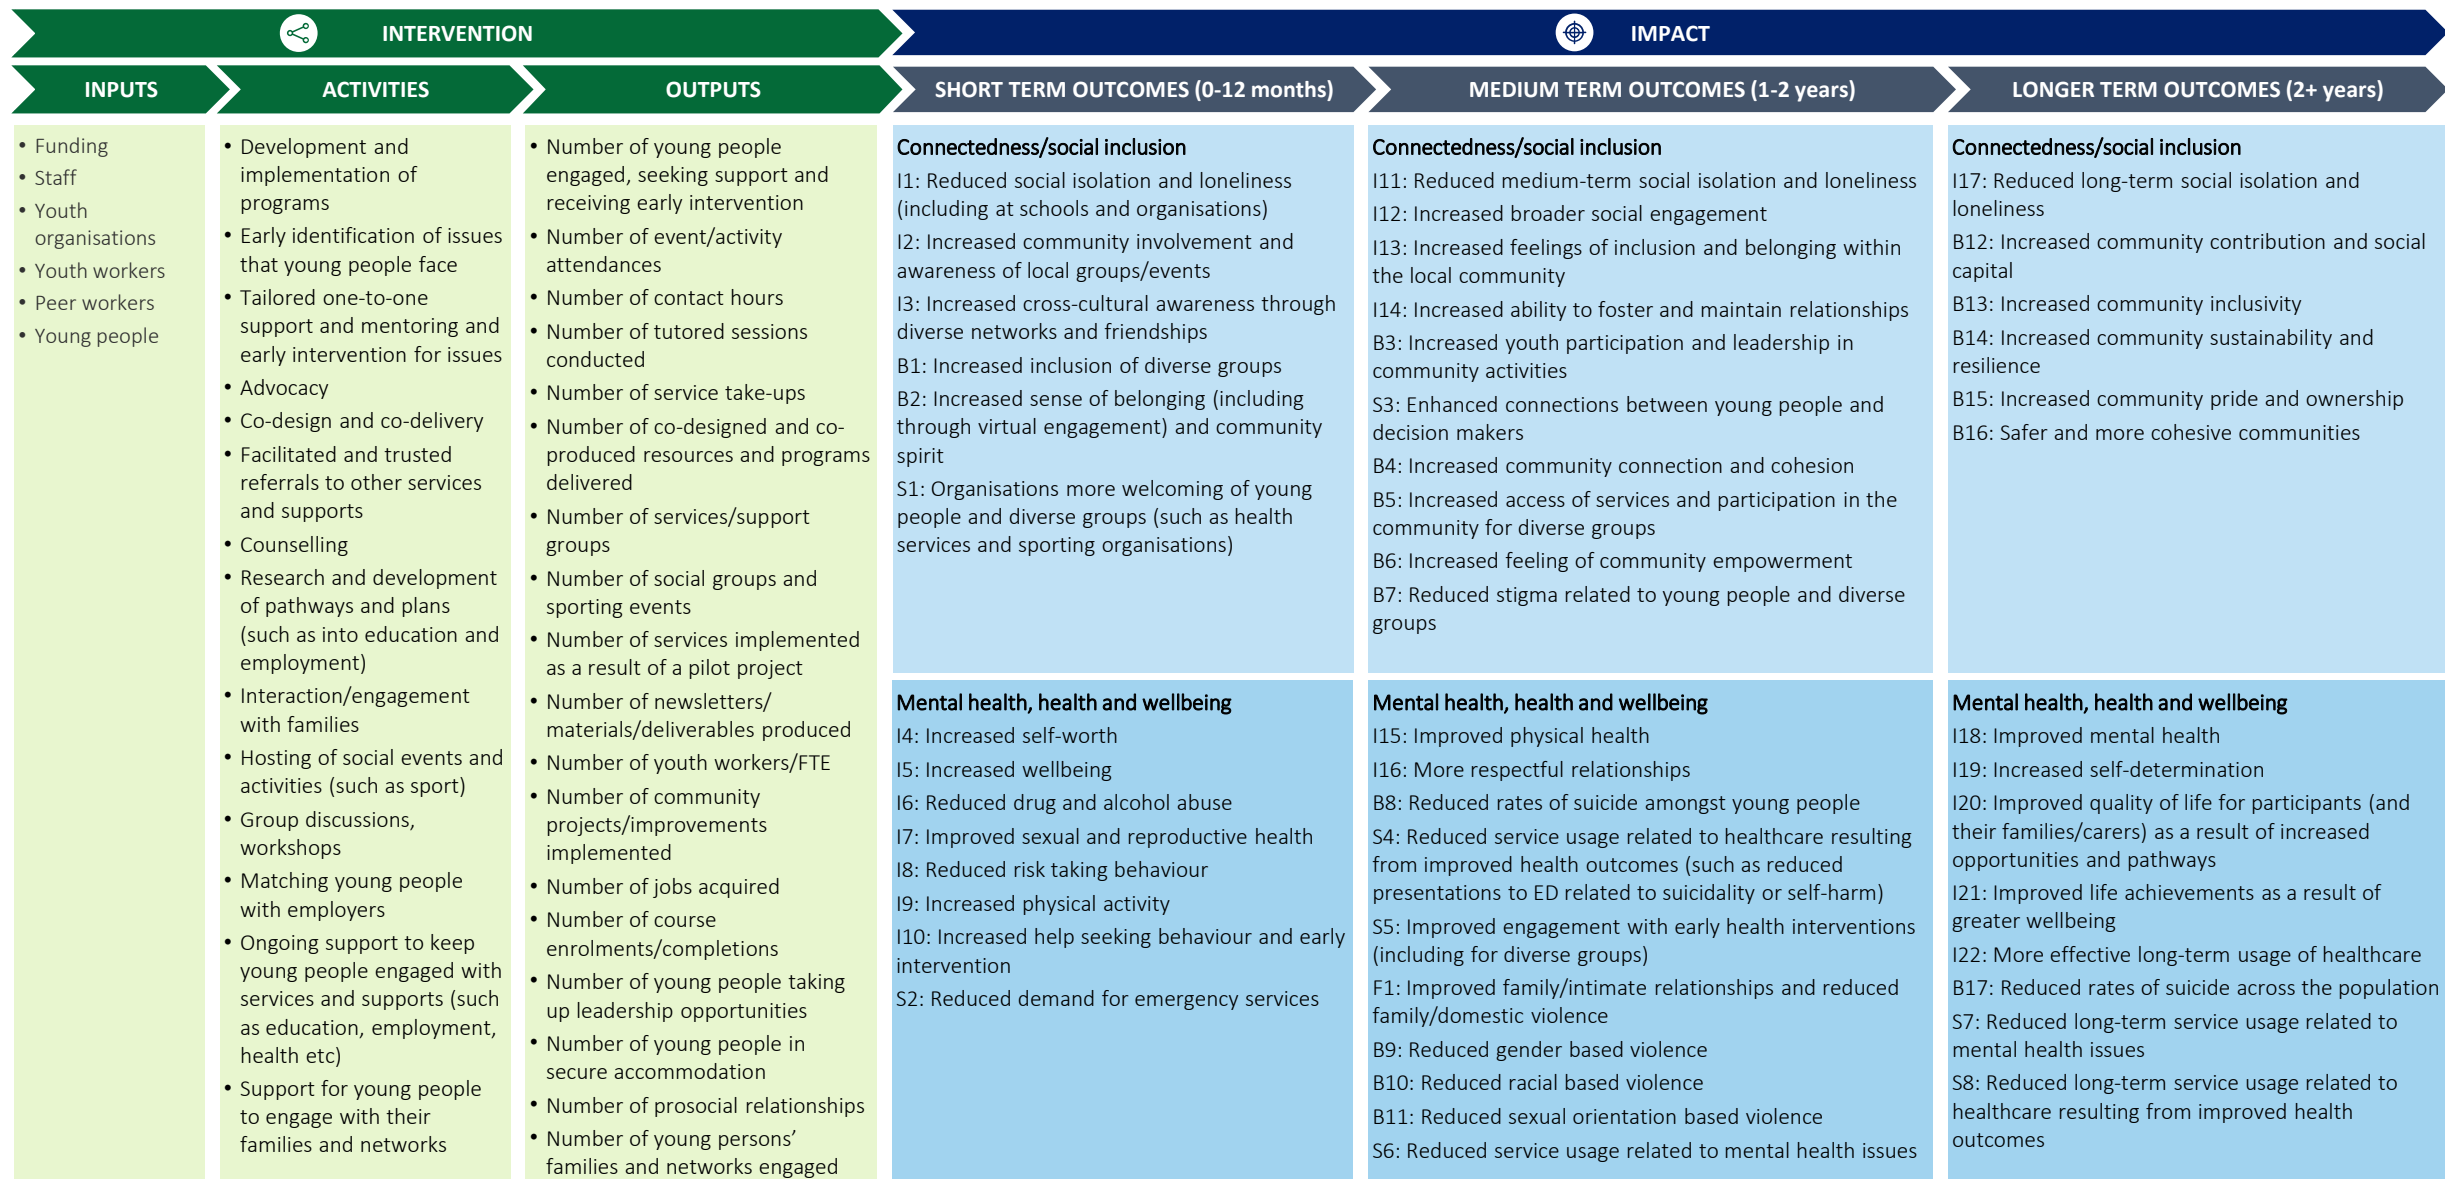 INTERVENTION
IMPACT
INPUTS
ACTIVITIES
OUTPUTS
SHORT TERM OUTCOMES (0-12 months)
MEDIUM TERM OUTCOMES (1-2 years)
LONGER TERM OUTCOMES (2+ years)
• Funding
• Staff
• Youth
organisations
• Youth workers
• Peer workers
• Young people
• Development and
implementation of
programs
• Early identification of issues
that young people face
• Tailored one-to-one
support and mentoring and
early intervention for issues
• Advocacy
• Co-design and co-delivery
• Facilitated and trusted
referrals to other services
and supports
• Counselling
• Research and development
of pathways and plans
(such as into education and
employment)
• Interaction/engagement
with families
• Hosting of social events and
activities (such as sport)
• Group discussions,
workshops
• Matching young people
with employers
• Ongoing support to keep
young people engaged with
services and supports (such
as education, employment,
health etc)
• Support for young people
to engage with their
families and networks
• Number of young people
engaged, seeking support and
receiving early intervention
• Number of event/activity
attendances
• Number of contact hours
• Number of tutored sessions
conducted
• Number of service take-ups
• Number of co-designed and co-
produced resources and programs
delivered
• Number of services/support
groups
• Number of social groups and
sporting events
• Number of services implemented
as a result of a pilot project
• Number of newsletters/
materials/deliverables produced
• Number of youth workers/FTE
• Number of community
projects/improvements
implemented
• Number of jobs acquired
• Number of course
enrolments/completions
• Number of young people taking
up leadership opportunities
• Number of young people in
secure accommodation
• Number of prosocial relationships
• Number of young persons’
families and networks engaged
Connectedness/social inclusion
I1: Reduced social isolation and loneliness
(including at schools and organisations)
I2: Increased community involvement and
awareness of local groups/events
I3: Increased cross-cultural awareness through
diverse networks and friendships
B1: Increased inclusion of diverse groups
B2: Increased sense of belonging (including
through virtual engagement) and community
spirit
S1: Organisations more welcoming of young
people and diverse groups (such as health
services and sporting organisations)
Mental health, health and wellbeing
I4: Increased self-worth
I5: Increased wellbeing
I6: Reduced drug and alcohol abuse
I7: Improved sexual and reproductive health
I8: Reduced risk taking behaviour
I9: Increased physical activity
I10: Increased help seeking behaviour and early
intervention
S2: Reduced demand for emergency services
Connectedness/social inclusion
I11: Reduced medium-term social isolation and loneliness
I12: Increased broader social engagement
I13: Increased feelings of inclusion and belonging within
the local community
I14: Increased ability to foster and maintain relationships
B3: Increased youth participation and leadership in
community activities
S3: Enhanced connections between young people and
decision makers
B4: Increased community connection and cohesion
B5: Increased access of services and participation in the
community for diverse groups
B6: Increased feeling of community empowerment
B7: Reduced stigma related to young people and diverse
groups
Mental health, health and wellbeing
I15: Improved physical health
I16: More respectful relationships
B8: Reduced rates of suicide amongst young people
S4: Reduced service usage related to healthcare resulting
from improved health outcomes (such as reduced
presentations to ED related to suicidality or self-harm)
S5: Improved engagement with early health interventions
(including for diverse groups)
F1: Improved family/intimate relationships and reduced
family/domestic violence
B9: Reduced gender based violence
B10: Reduced racial based violence
B11: Reduced sexual orientation based violence
S6: Reduced service usage related to mental health issues
Connectedness/social inclusion
I17: Reduced long-term social isolation and
loneliness
B12: Increased community contribution and social
capital
B13: Increased community inclusivity
B14: Increased community sustainability and
resilience
B15: Increased community pride and ownership
B16: Safer and more cohesive communities
Mental health, health and wellbeing
I18: Improved mental health
I19: Increased self-determination
I20: Improved quality of life for participants (and
their families/carers) as a result of increased
opportunities and pathways
I21: Improved life achievements as a result of
greater wellbeing
I22: More effective long-term usage of healthcare
B17: Reduced rates of suicide across the population
S7: Reduced long-term service usage related to
mental health issues
S8: Reduced long-term service usage related to
healthcare resulting from improved health
outcomes